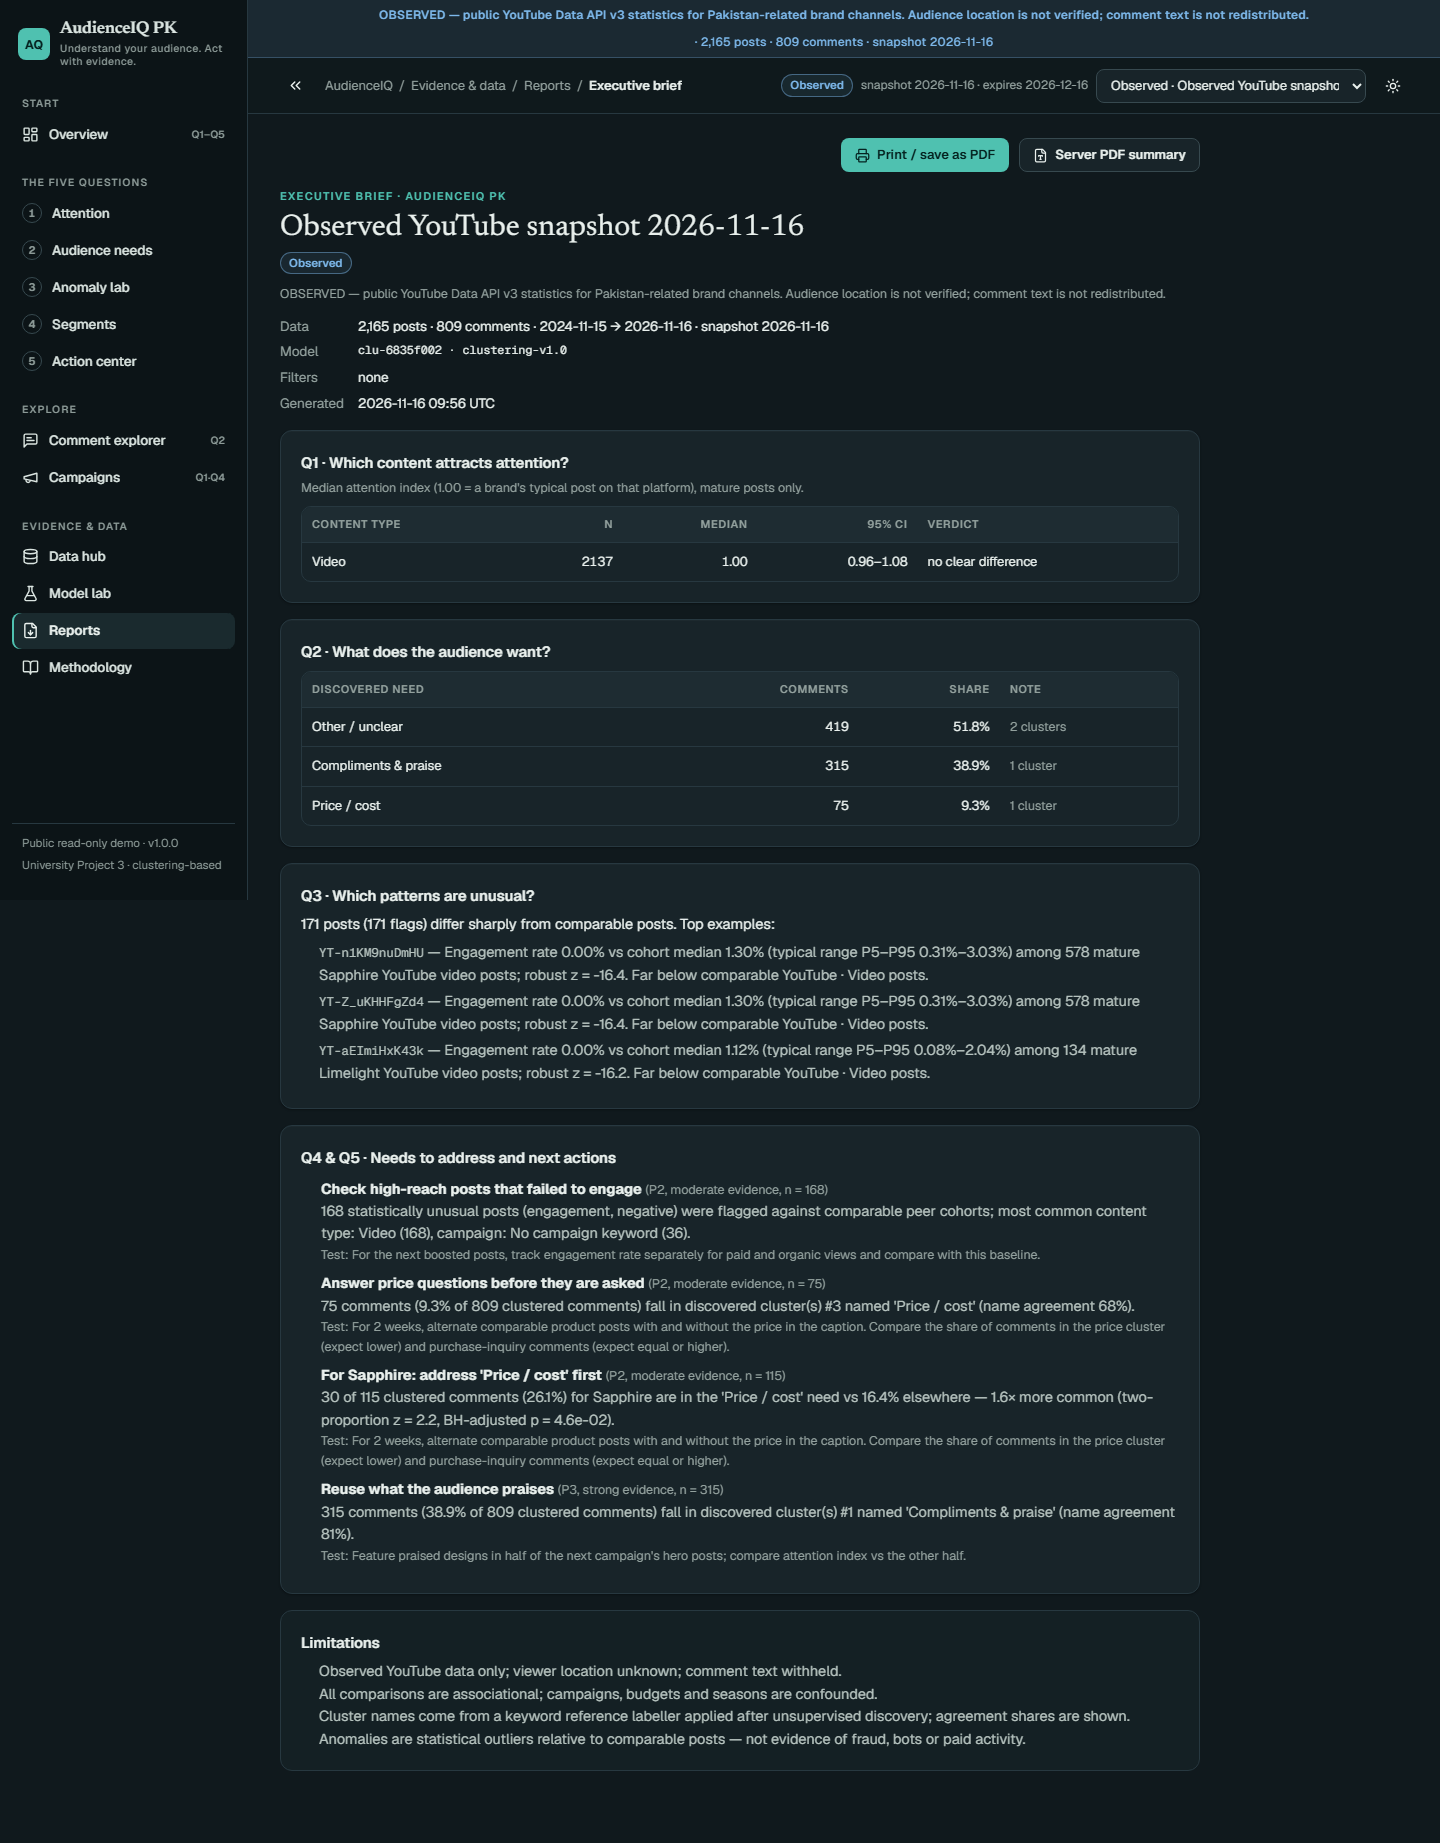 AQ
AudienceIQ PK
Understand your audience. Act
with evidence.
START
Overview Q1–Q5
THE FIVE QUESTIONS
1 Attention
2 Audience needs
3 Anomaly lab
4 Segments
5 Action center
EXPLORE
Comment explorer Q2
Campaigns Q1-Q4
EVIDENCE & DATA
Data hub
Model lab
Reports
Methodology
Public read-only demo · v1.0.0
University Project 3 · clustering-based
OBSERVED — public YouTube Data API v3 statistics for Pakistan-related brand channels. Audience location is not verified; comment text is not redistributed.
· 2,165 posts · 809 comments · snapshot 2026-11-16
AudienceIQ / Evidence & data / Reports / Executive brief
Observed snapshot 2026-11-16 · expires 2026-12-16 Observed · Observed YouTube snapsho
Print / save as PDF Server PDF summary
EXECUTIVE BRIEF · AUDIENCEIQ PK
Observed YouTube snapshot 2026-11-16
Observed
OBSERVED — public YouTube Data API v3 statistics for Pakistan-related brand channels. Audience location is not verified; comment text is not redistributed.
Data 2,165 posts · 809 comments · 2024-11-15 → 2026-11-16 · snapshot 2026-11-16
Model clu-6835f002 · clustering-v1.0
Filters none
Generated 2026-11-16 09:56 UTC
Q1 · Which content attracts attention?
Median attention index (1.00 = a brand's typical post on that platform), mature posts only.
CONTENT TYPE N MEDIAN 95% CI VERDICT
Video 2137 1.00 0.96–1.08 no clear difference
Q2 · What does the audience want?
DISCOVERED NEED COMMENTS SHARE NOTE
Other / unclear 419 51.8% 2 clusters
Compliments & praise 315 38.9% 1 cluster
Price / cost 75 9.3% 1 cluster
Q3 · Which patterns are unusual?
171 posts (171 flags) differ sharply from comparable posts. Top examples:
YT-n1KM9nuDmHU — Engagement rate 0.00% vs cohort median 1.30% (typical range P5–P95 0.31%–3.03%) among 578 mature
Sapphire YouTube video posts; robust z = -16.4. Far below comparable YouTube · Video posts.
YT-Z_uKHHFgZd4 — Engagement rate 0.00% vs cohort median 1.30% (typical range P5–P95 0.31%–3.03%) among 578 mature
Sapphire YouTube video posts; robust z = -16.4. Far below comparable YouTube · Video posts.
YT-aEImiHxK43k — Engagement rate 0.00% vs cohort median 1.12% (typical range P5–P95 0.08%–2.04%) among 134 mature
Limelight YouTube video posts; robust z = -16.2. Far below comparable YouTube · Video posts.
Q4 & Q5 · Needs to address and next actions
Check high-reach posts that failed to engage (P2, moderate evidence, n = 168)
168 statistically unusual posts (engagement, negative) were flagged against comparable peer cohorts; most common content
type: Video (168), campaign: No campaign keyword (36).
Test: For the next boosted posts, track engagement rate separately for paid and organic views and compare with this baseline.
Answer price questions before they are asked (P2, moderate evidence, n = 75)
75 comments (9.3% of 809 clustered comments) fall in discovered cluster(s) #3 named 'Price / cost' (name agreement 68%).
Test: For 2 weeks, alternate comparable product posts with and without the price in the caption. Compare the share of comments in the price cluster
(expect lower) and purchase-inquiry comments (expect equal or higher).
For Sapphire: address 'Price / cost' first (P2, moderate evidence, n = 115)
30 of 115 clustered comments (26.1%) for Sapphire are in the 'Price / cost' need vs 16.4% elsewhere — 1.6× more common (two-
proportion z = 2.2, BH-adjusted p = 4.6e-02).
Test: For 2 weeks, alternate comparable product posts with and without the price in the caption. Compare the share of comments in the price cluster
(expect lower) and purchase-inquiry comments (expect equal or higher).
Reuse what the audience praises (P3, strong evidence, n = 315)
315 comments (38.9% of 809 clustered comments) fall in discovered cluster(s) #1 named 'Compliments & praise' (name agreement
81%).
Test: Feature praised designs in half of the next campaign's hero posts; compare attention index vs the other half.
Limitations
Observed YouTube data only; viewer location unknown; comment text withheld.
All comparisons are associational; campaigns, budgets and seasons are confounded.
Cluster names come from a keyword reference labeller applied after unsupervised discovery; agreement shares are shown.
Anomalies are statistical outliers relative to comparable posts — not evidence of fraud, bots or paid activity.